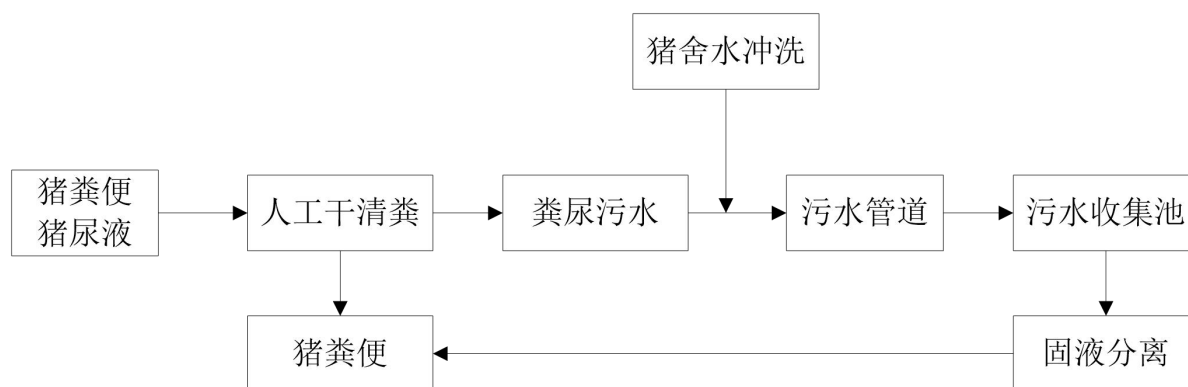 猪舍水冲洗
猪粪便
猪尿液
人工干清粪
粪尿污水
污水管道
污水收集池
猪粪便
固液分离